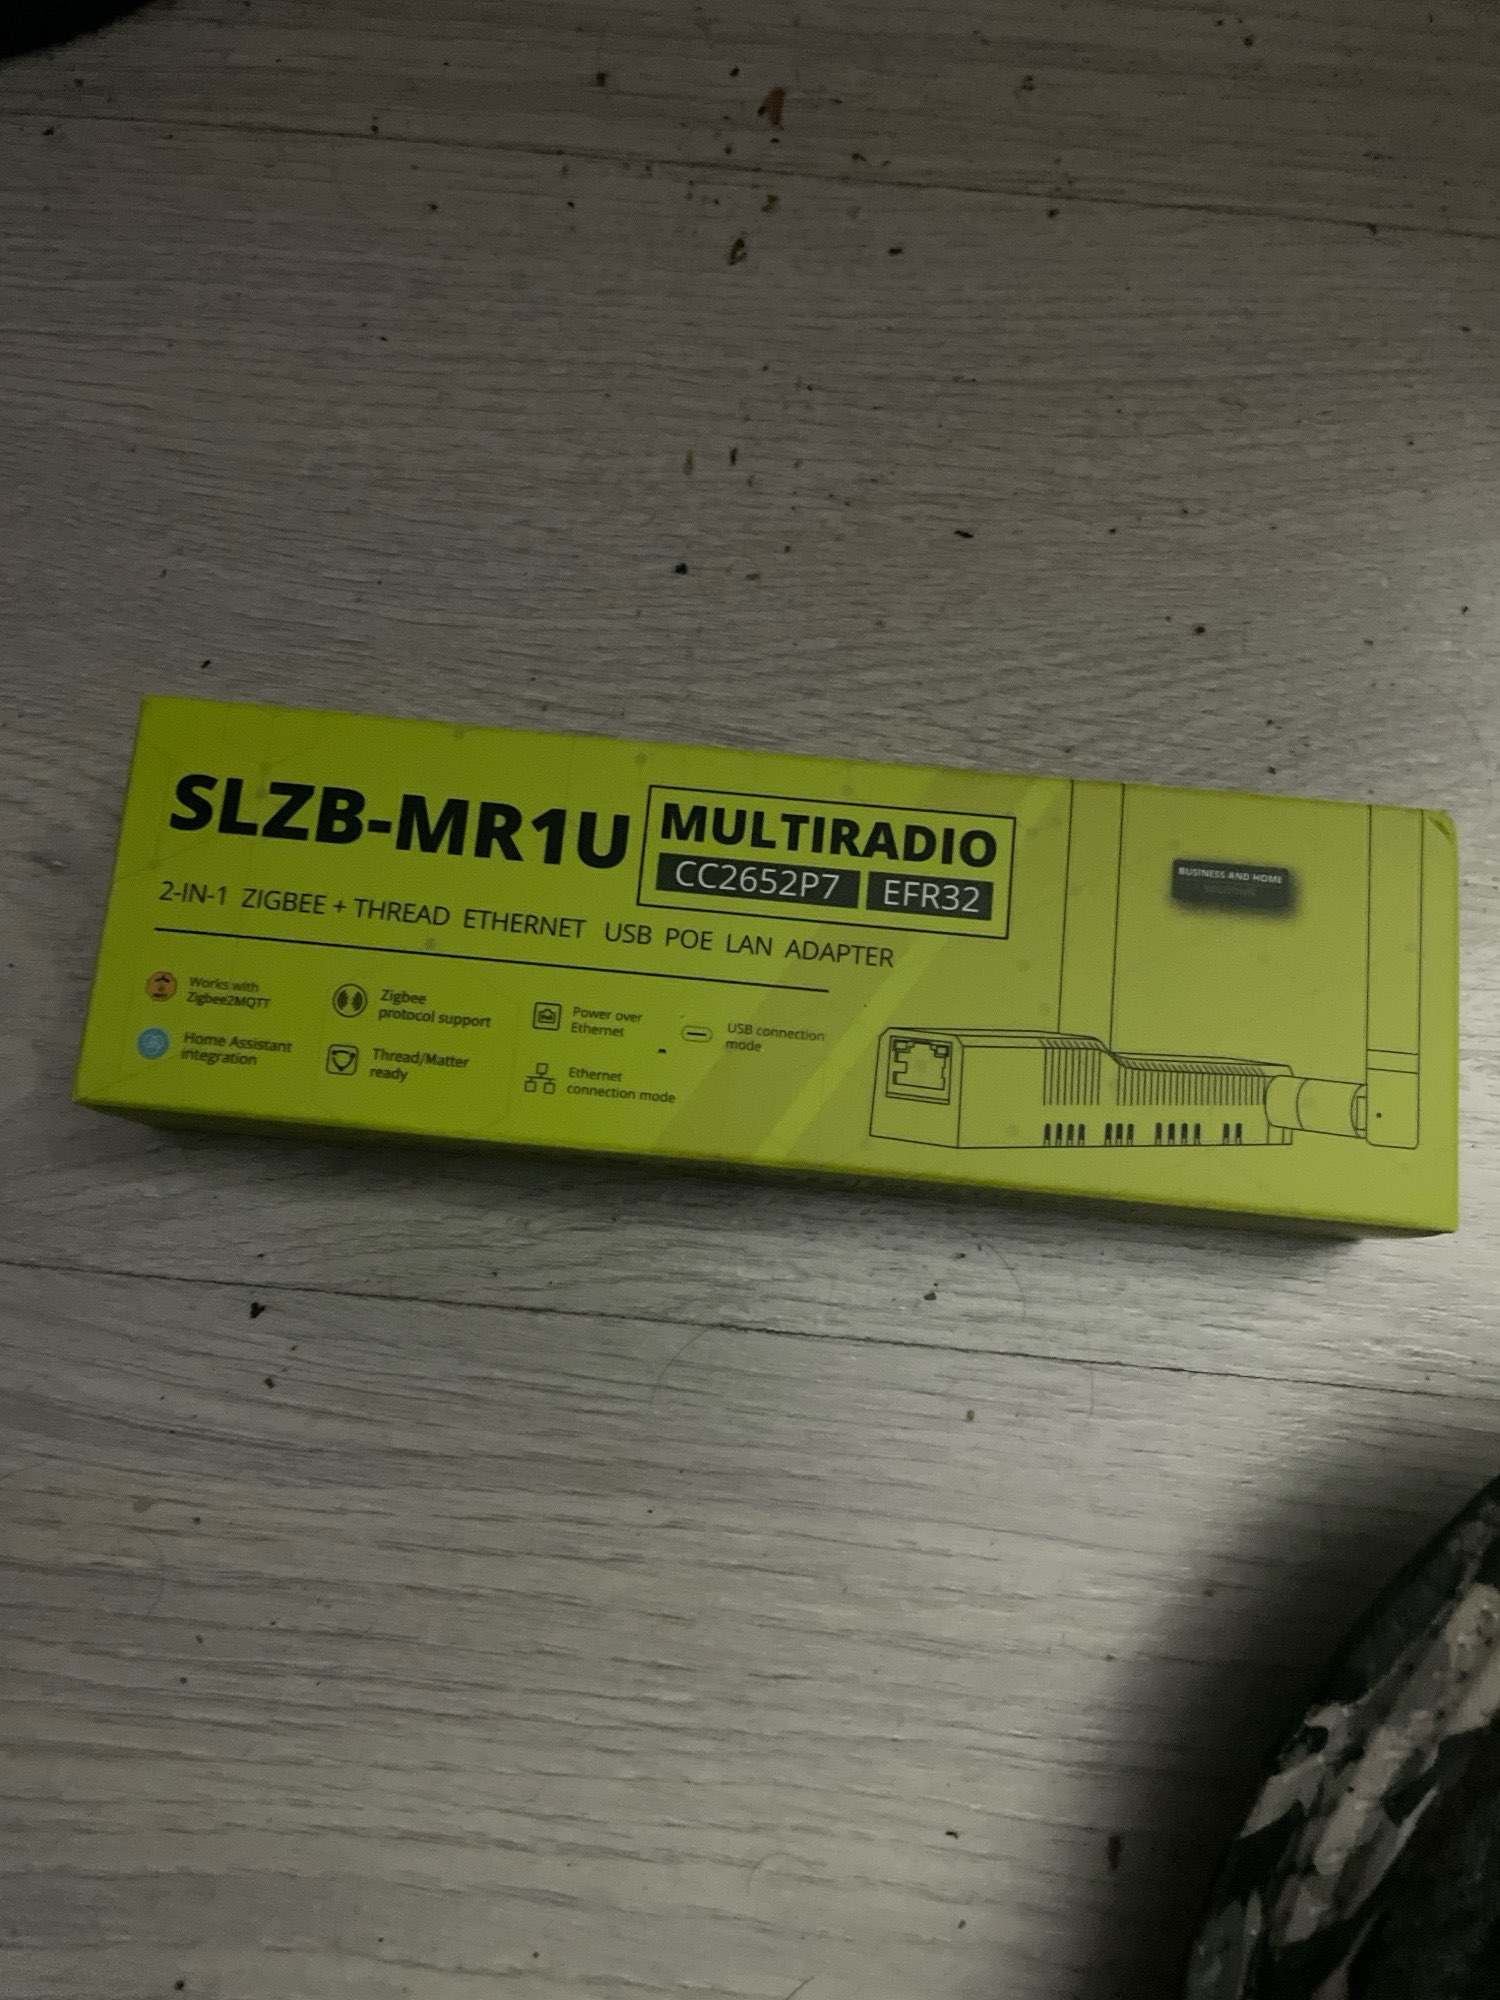 SLZB-MR1U
MULTIRADIO
CC2652P7 EFR32
2-IN-1 ZIGBEE + THREAD ETHERNET USB POE LAN ADAPTER
Works with
Zigbee2MQTT
Zigbee
protocol support
Power over
Ethernet
USB connection
mode
Home Assistant
integration
Thread/Matter
ready
Ethernet
connection mode
BUSINESS AND HOME